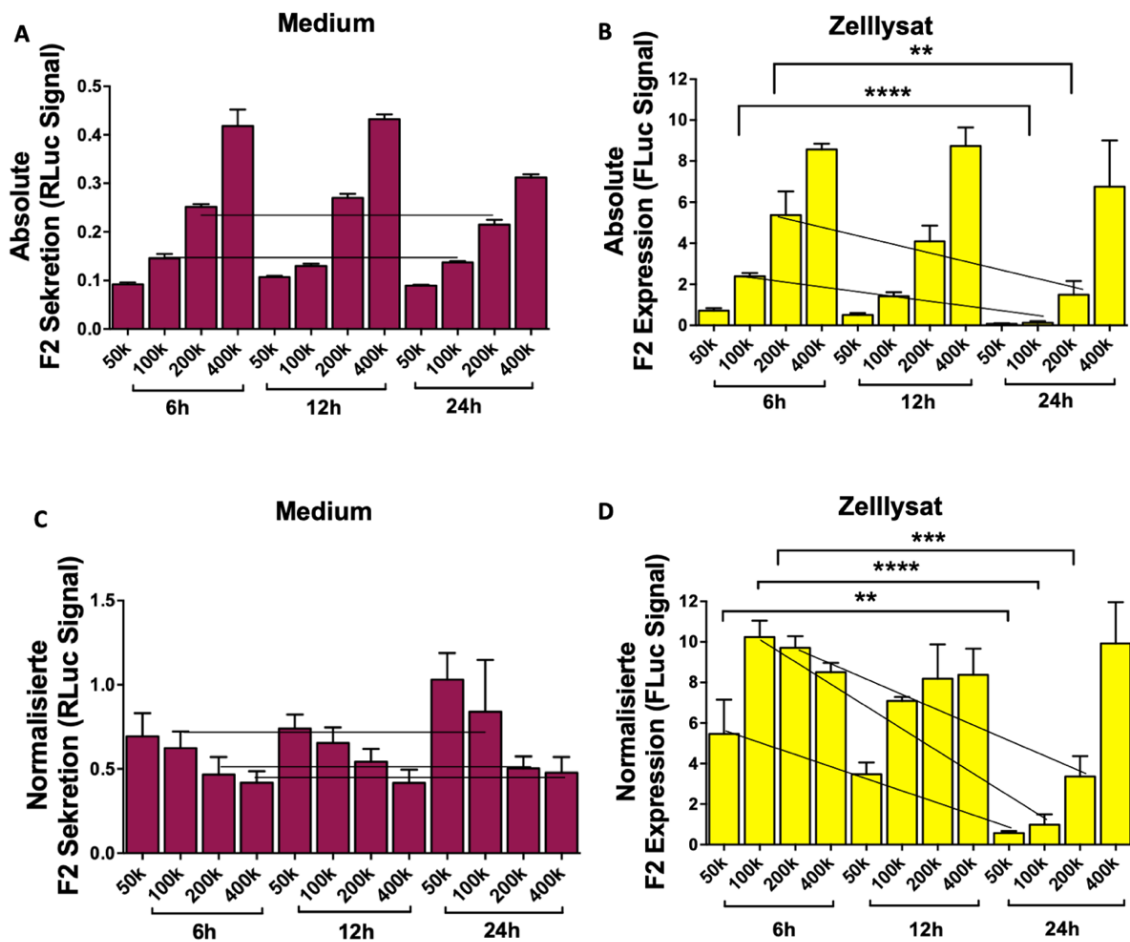 A
Medium
Absolute
F2 Sekretion (RLuc Signal)
0.5
0.4
0.3
0.2
0.1
0.0
50k 100k 200k 400k 50k 100k 200k 400k 50k 100k 200k 400k
6h 12h 24h
B
Zelllysat
**
****
Absolute
F2 Expression (FLuc Signal)
12
10
8
6
4
2
0
50k 100k 200k 400k 50k 100k 200k 400k 50k 100k 200k 400k
6h 12h 24h
C
Medium
Normalisierte
F2 Sekretion (RLuc Signal)
1.5
1.0
0.5
0.0
50k 100k 200k 400k 50k 100k 200k 400k 50k 100k 200k 400k
6h 12h 24h
D
Zelllysat
***
****
**
Normalisierte
F2 Expression (FLuc Signal)
12
10
8
6
4
2
0
50k 100k 200k 400k 50k 100k 200k 400k 50k 100k 200k 400k
6h 12h 24h